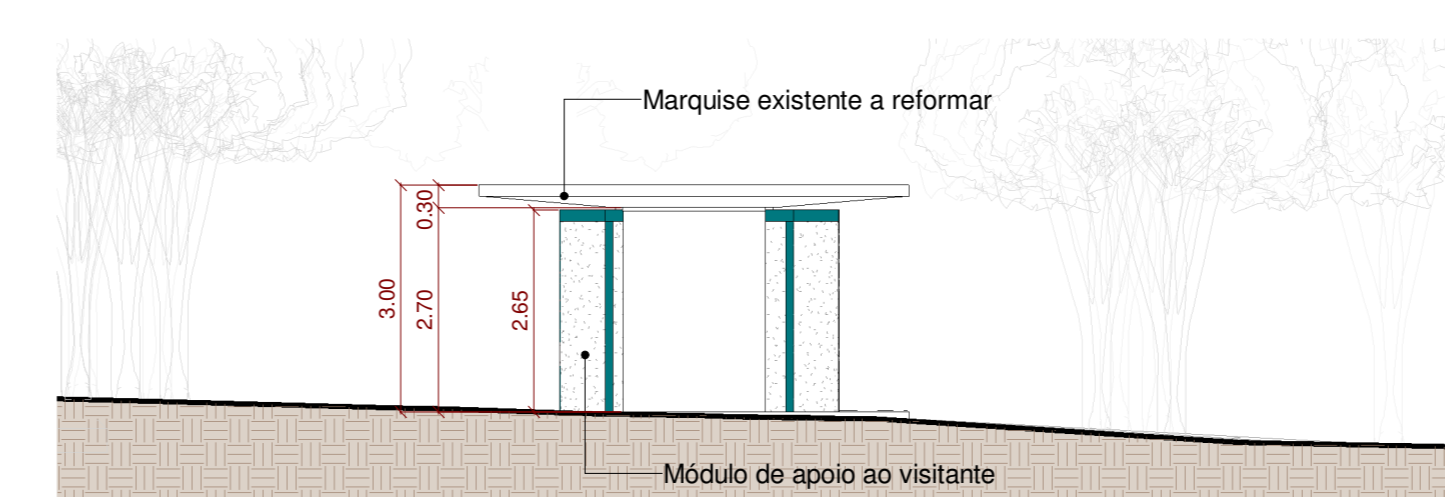 Marquise existente a reformar
0.30
3.00
2.70
2.65
Módulo de apoio ao visitante